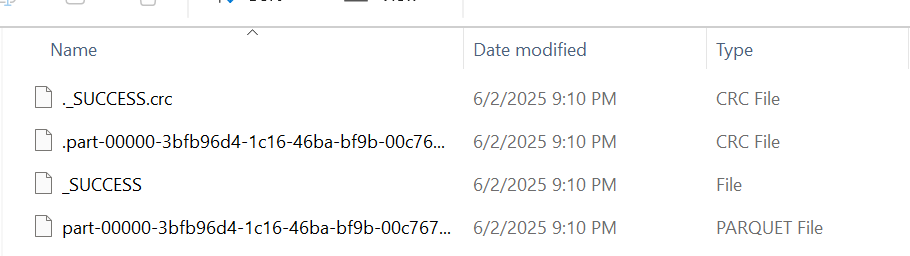 Name Date modified Type
._SUCCESS.crc 6/2/2025 9:10 PM CRC File
.part-00000-3bfb96d4-1c16-46ba-bf9b-00c76... 6/2/2025 9:10 PM CRC File
_SUCCESS 6/2/2025 9:10 PM File
part-00000-3bfb96d4-1c16-46ba-bf9b-00c767... 6/2/2025 9:10 PM PARQUET File